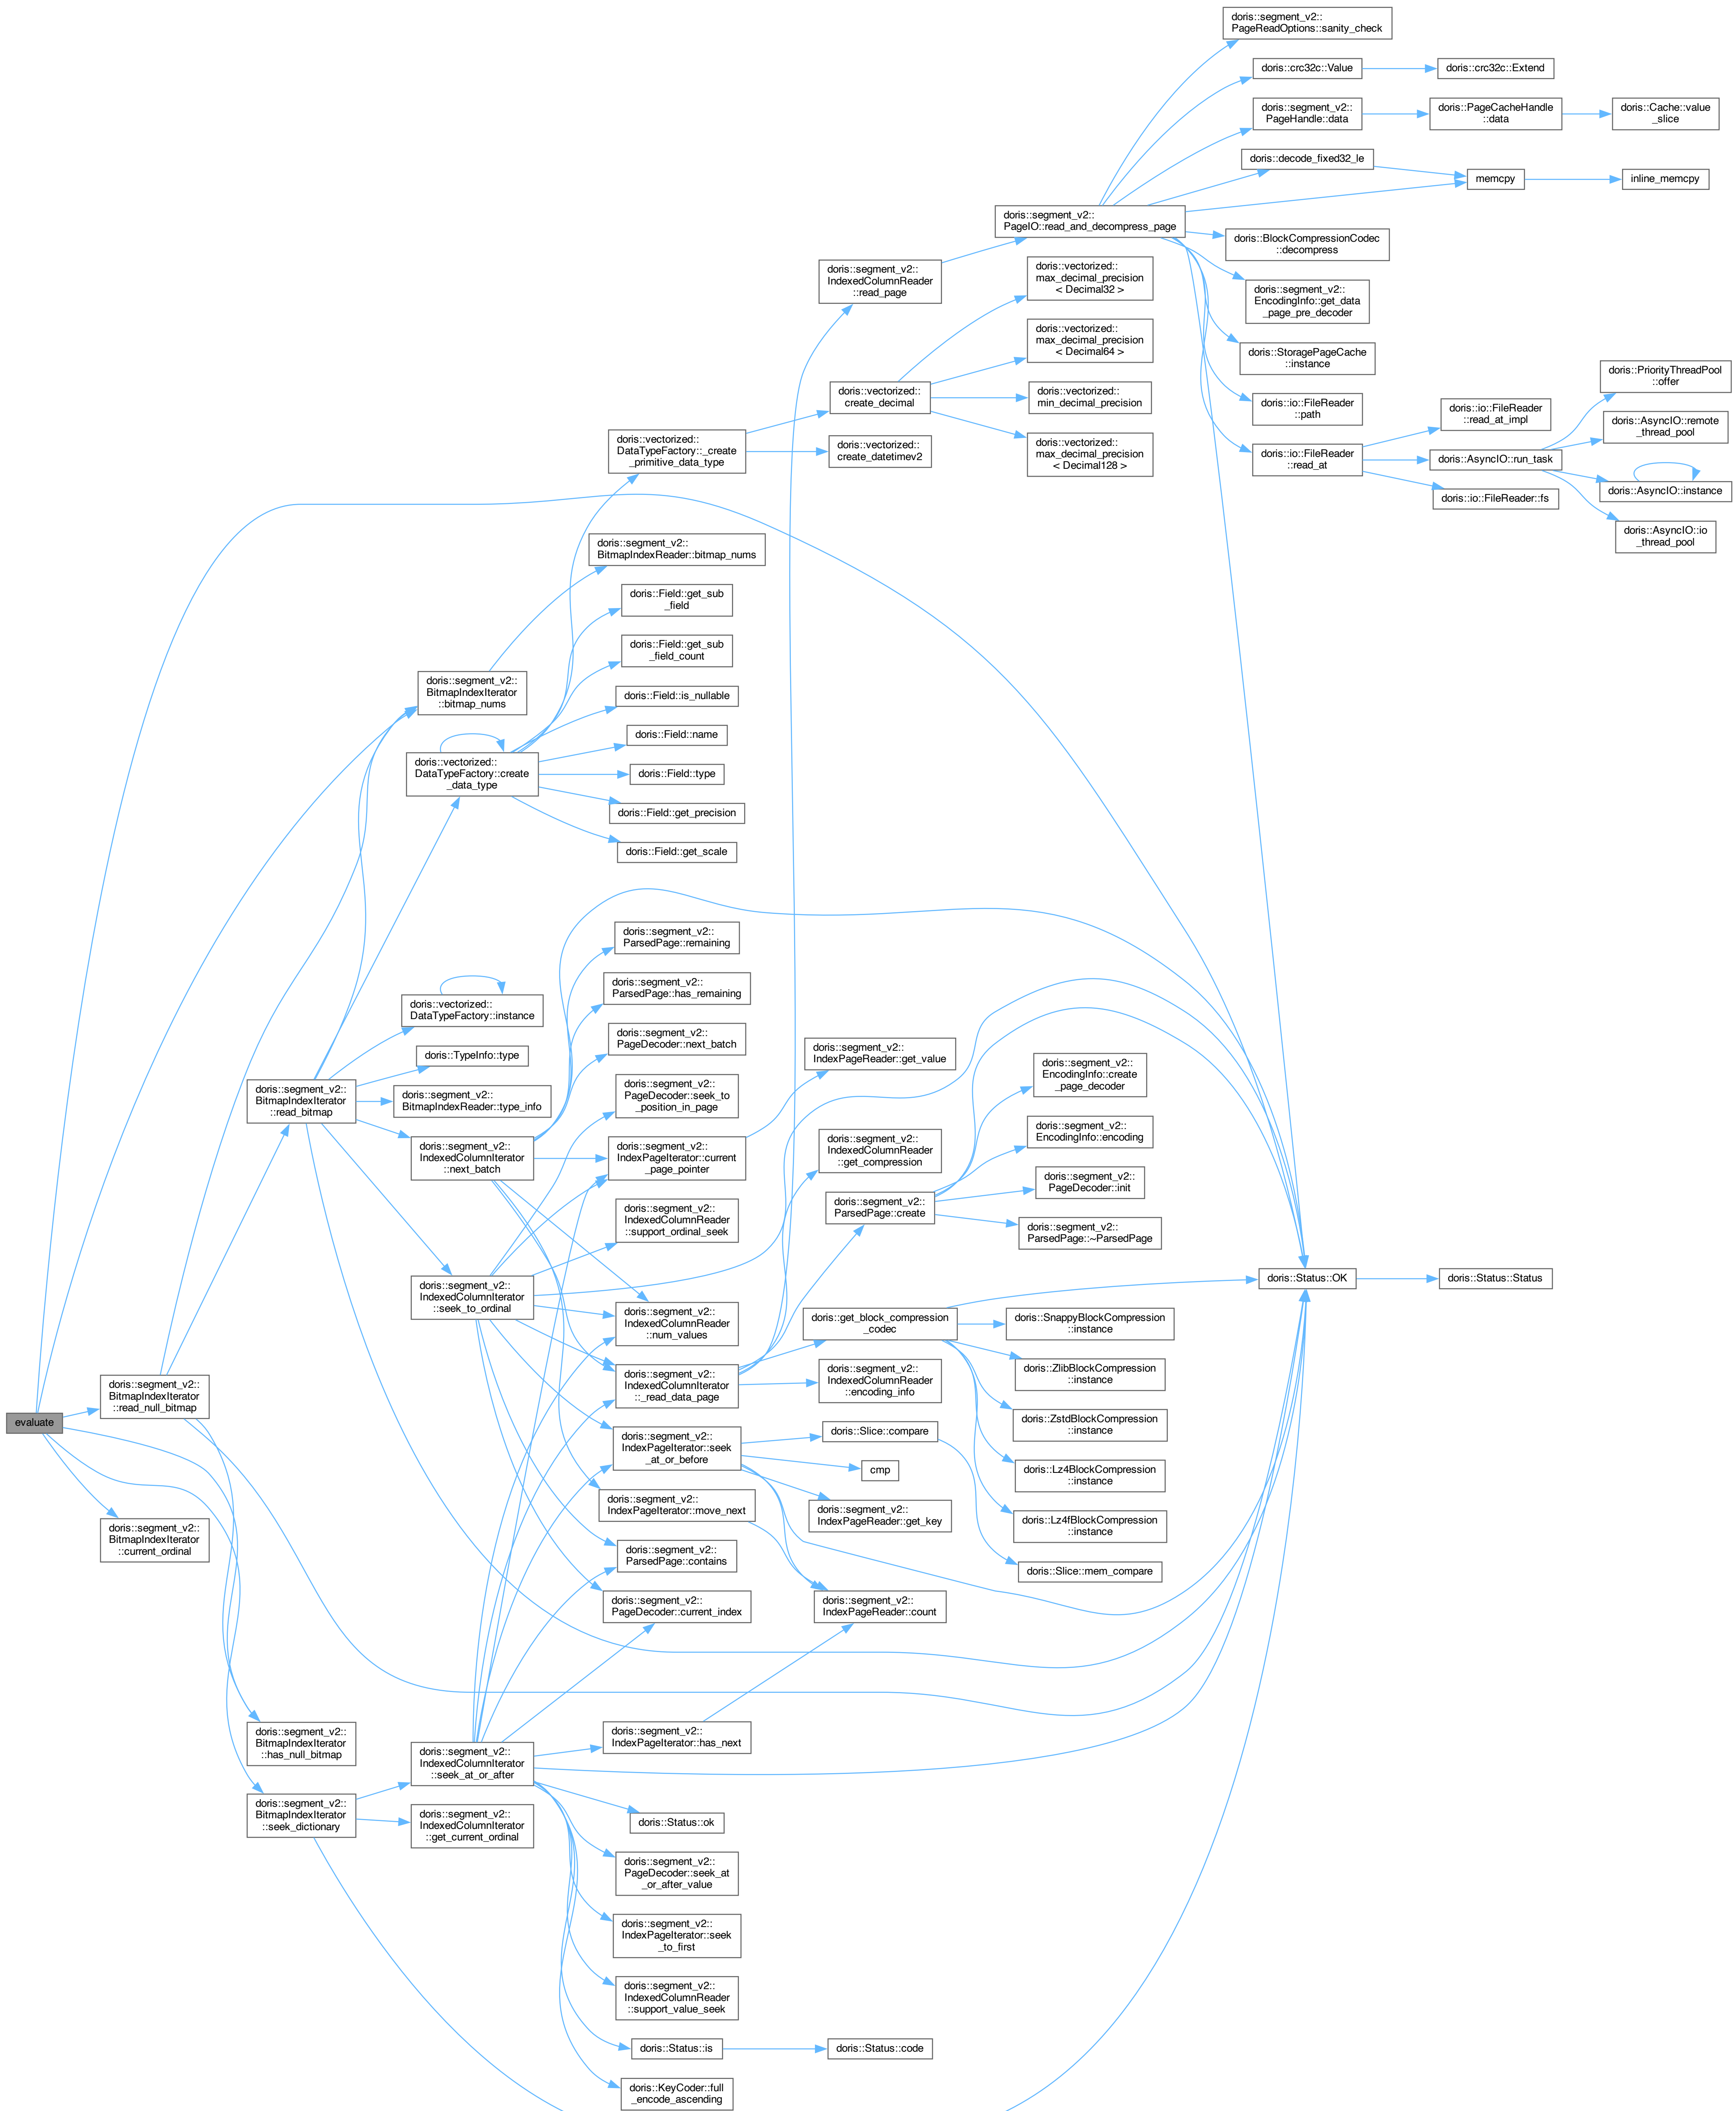 evaluate
doris::segment_v2::
BitmapIndexIterator
::read_null_bitmap
doris::segment_v2::
BitmapIndexIterator
::current_ordinal
doris::segment_v2::
BitmapIndexIterator
::read_bitmap
doris::segment_v2::
BitmapIndexIterator
::has_null_bitmap
doris::segment_v2::
BitmapIndexIterator
::seek_dictionary
doris::segment_v2::
BitmapIndexIterator
::bitmap_nums
doris::vectorized::
DataTypeFactory::create
_data_type
doris::vectorized::
DataTypeFactory::instance
doris::TypeInfo::type
doris::segment_v2::
BitmapIndexReader::type_info
doris::segment_v2::
IndexedColumnIterator
::next_batch
doris::segment_v2::
IndexedColumnIterator
::seek_to_ordinal
doris::segment_v2::
IndexedColumnIterator
::seek_at_or_after
doris::segment_v2::
IndexedColumnIterator
::get_current_ordinal
doris::vectorized::
DataTypeFactory::_create
_primitive_data_type
doris::segment_v2::
BitmapIndexReader::bitmap_nums
doris::Field::get_sub
_field
doris::Field::get_sub
_field_count
doris::Field::is_nullable
doris::Field::name
doris::Field::type
doris::Field::get_precision
doris::Field::get_scale
doris::segment_v2::
ParsedPage::remaining
doris::segment_v2::
ParsedPage::has_remaining
doris::segment_v2::
PageDecoder::next_batch
doris::segment_v2::
PageDecoder::seek_to
_position_in_page
doris::segment_v2::
IndexPageIterator::current
_page_pointer
doris::segment_v2::
IndexedColumnReader
::support_ordinal_seek
doris::segment_v2::
IndexedColumnReader
::num_values
doris::segment_v2::
IndexedColumnIterator
::_read_data_page
doris::segment_v2::
IndexPageIterator::seek
_at_or_before
doris::segment_v2::
IndexPageIterator::move_next
doris::segment_v2::
ParsedPage::contains
doris::segment_v2::
PageDecoder::current_index
doris::segment_v2::
IndexPageIterator::has_next
doris::Status::ok
doris::segment_v2::
PageDecoder::seek_at
_or_after_value
doris::segment_v2::
IndexPageIterator::seek
_to_first
doris::segment_v2::
IndexedColumnReader
::support_value_seek
doris::Status::is
doris::KeyCoder::full
_encode_ascending
doris::segment_v2::
IndexedColumnReader
::read_page
doris::vectorized::
create_decimal
doris::vectorized::
create_datetimev2
doris::segment_v2::
IndexPageReader::get_value
doris::segment_v2::
IndexedColumnReader
::get_compression
doris::segment_v2::
ParsedPage::create
doris::get_block_compression
_codec
doris::segment_v2::
IndexedColumnReader
::encoding_info
doris::Slice::compare
cmp
doris::segment_v2::
IndexPageReader::get_key
doris::segment_v2::
IndexPageReader::count
doris::Status::code
doris::segment_v2::
PageIO::read_and_decompress_page
doris::vectorized::
max_decimal_precision
< Decimal32 >
doris::vectorized::
max_decimal_precision
< Decimal64 >
doris::vectorized::
min_decimal_precision
doris::vectorized::
max_decimal_precision
< Decimal128 >
doris::segment_v2::
EncodingInfo::create
_page_decoder
doris::segment_v2::
EncodingInfo::encoding
doris::segment_v2::
PageDecoder::init
doris::segment_v2::
ParsedPage::~ParsedPage
doris::SnappyBlockCompression
::instance
doris::ZlibBlockCompression
::instance
doris::ZstdBlockCompression
::instance
doris::Lz4BlockCompression
::instance
doris::Lz4fBlockCompression
::instance
doris::Slice::mem_compare
doris::segment_v2::
PageReadOptions::sanity_check
doris::crc32c::Value
doris::segment_v2::
PageHandle::data
doris::decode_fixed32_le
doris::BlockCompressionCodec
::decompress
doris::segment_v2::
EncodingInfo::get_data
_page_pre_decoder
doris::StoragePageCache
::instance
doris::io::FileReader
::path
doris::io::FileReader
::read_at
doris::Status::OK
doris::crc32c::Extend
doris::PageCacheHandle
::data
memcpy
doris::io::FileReader
::read_at_impl
doris::AsyncIO::run_task
doris::io::FileReader::fs
doris::Status::Status
doris::Cache::value
_slice
inline_memcpy
doris::PriorityThreadPool
::offer
doris::AsyncIO::remote
_thread_pool
doris::AsyncIO::instance
doris::AsyncIO::io
_thread_pool